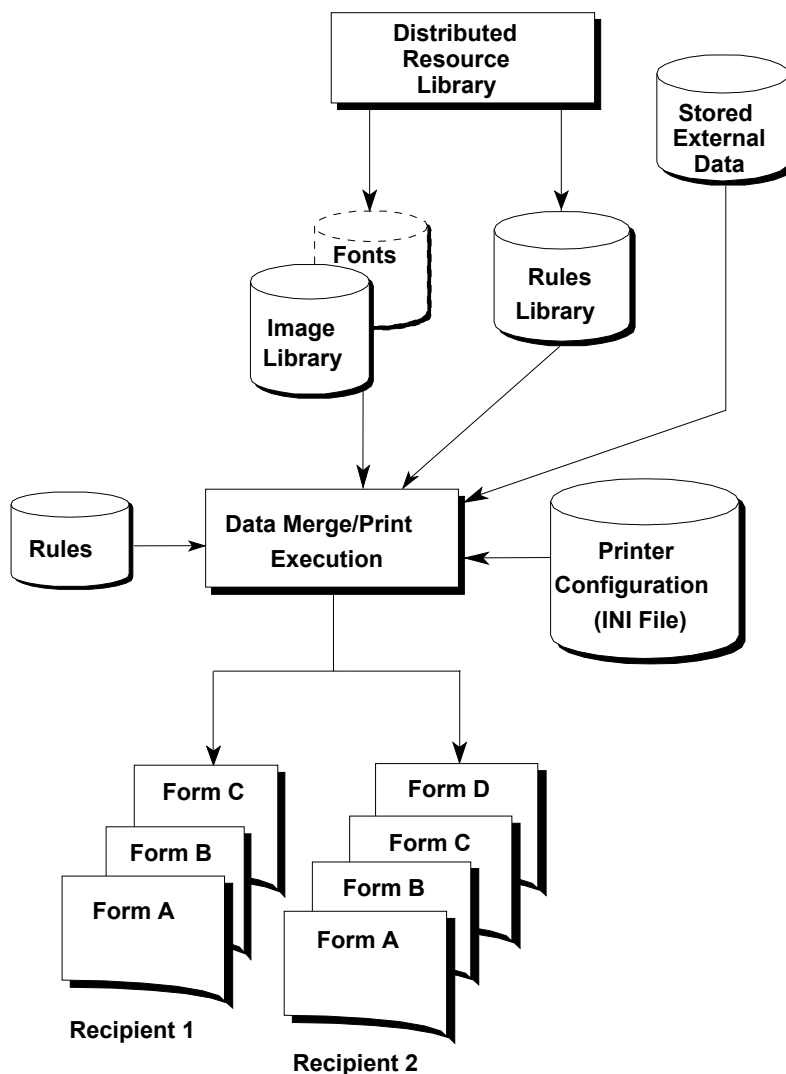 Distributed
Resource
Library
Stored
External
Data
Fonts
Image
Library
Rules
Library
Rules
Data Merge/Print
Execution
Printer
Configuration
(INI File)
Form C
Form B
Form A
Recipient 1
Form D
Form C
Form B
Form A
Recipient 2